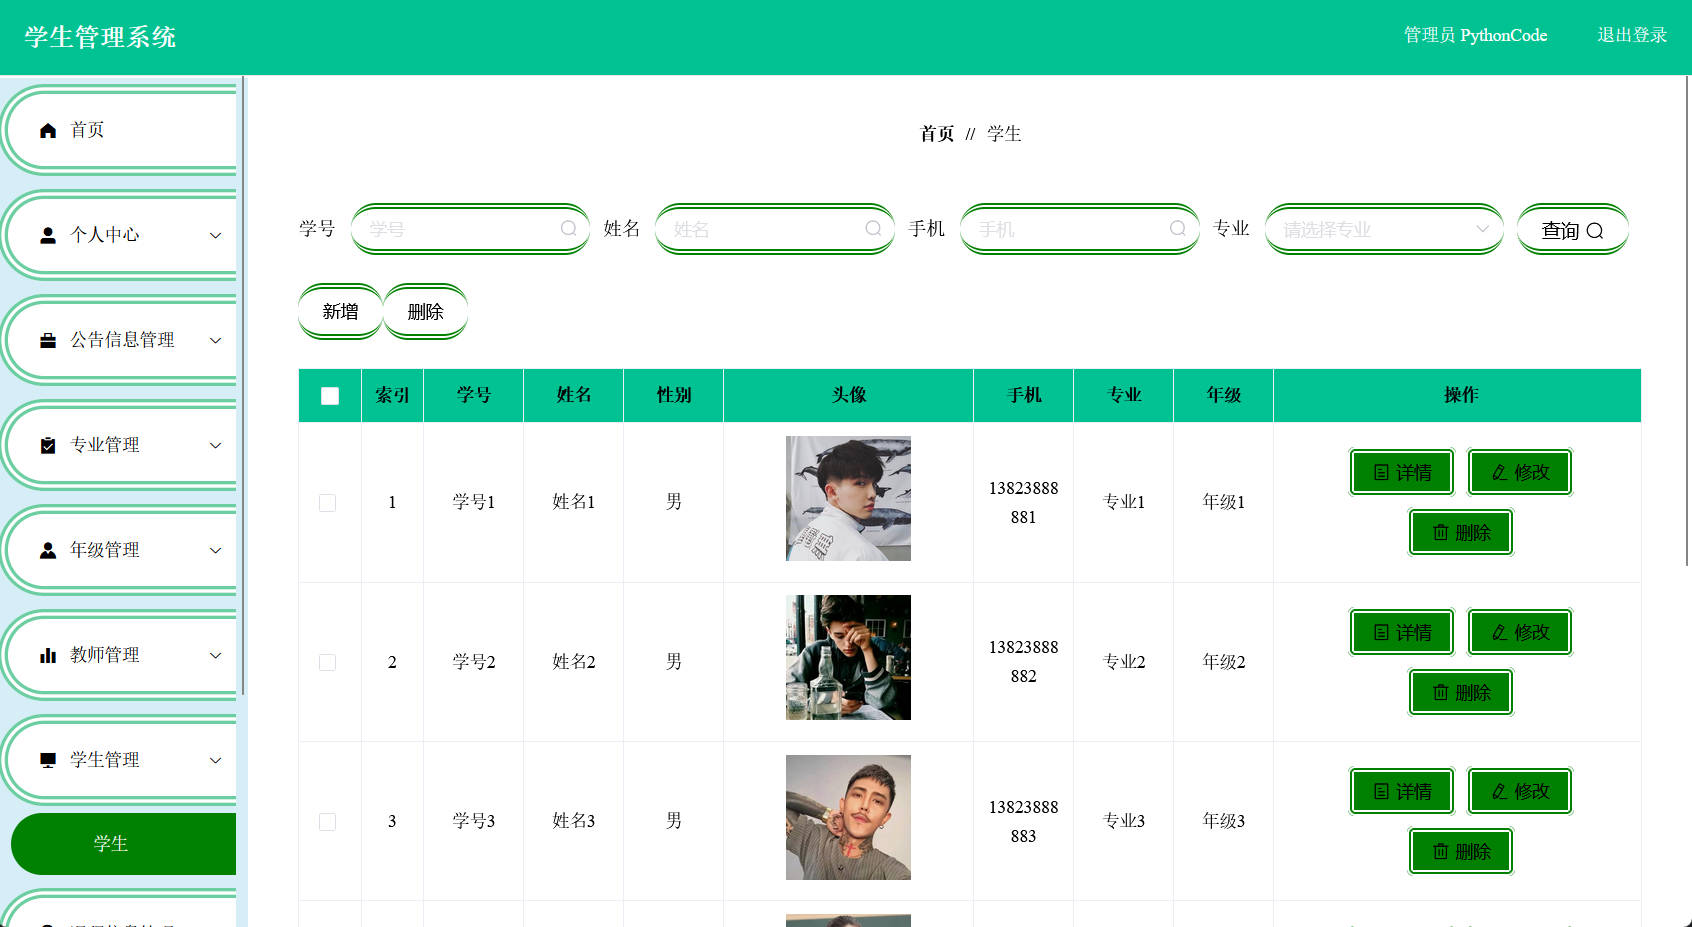 学生管理系统
管理员 PythonCode
退出登录
首页
个人中心
公告信息管理
专业管理
年级管理
教师管理
学生管理
学生
首页 // 学生
学号 学号 姓名 姓名 手机 手机 专业 请选择专业 查询
新增 删除
索引 学号 姓名 性别 头像 手机 专业 年级 操作
1 学号1 姓名1 男 13823888881 专业1 年级1 详情 修改 删除
2 学号2 姓名2 男 13823888882 专业2 年级2 详情 修改 删除
3 学号3 姓名3 男 13823888883 专业3 年级3 详情 修改 删除